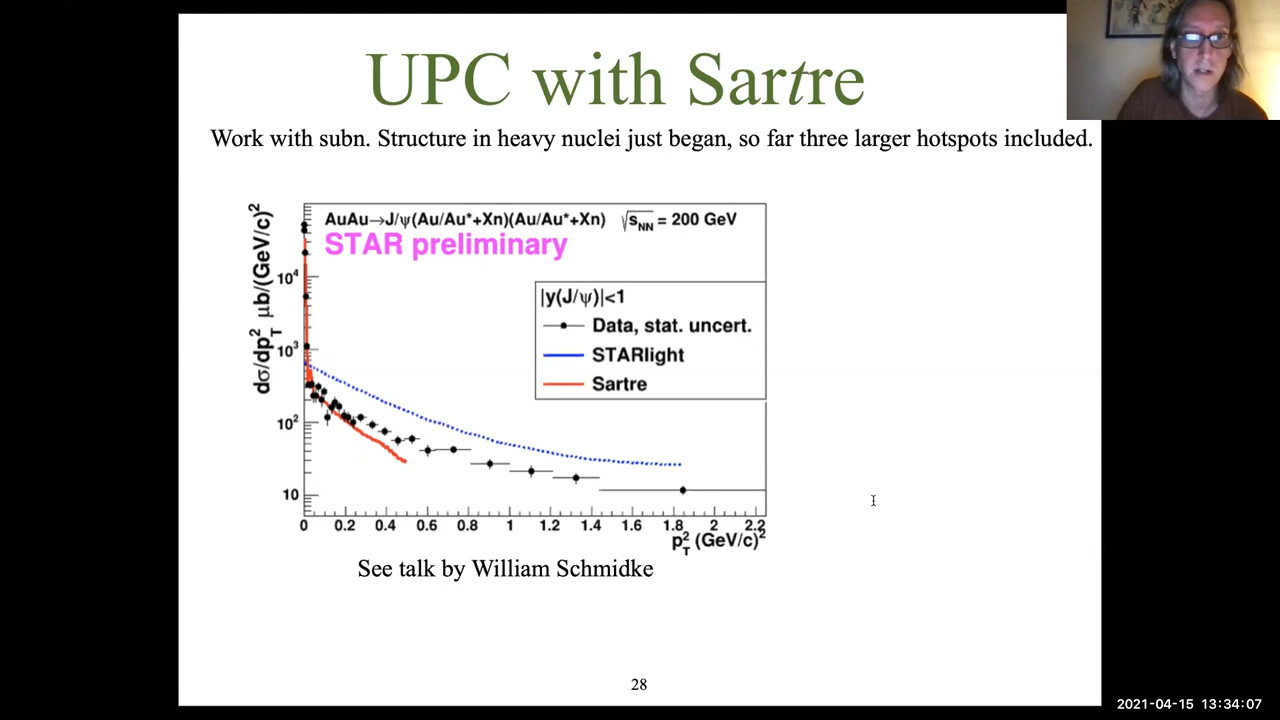 UPC with Sartre
Work with subn. Structure in heavy nuclei just began, so far three larger hotspots included.
AuAu→J/ψ(Au/Au*+Xn)(Au/Au*+Xn) √sNN = 200 GeV
STAR preliminary
|y(J/ψ)|<1
Data, stat. uncert.
STARlight
Sartre
dσ/dp²T μb/(GeV/c)²
10⁴
10³
10²
10
0 0.2 0.4 0.6 0.8 1 1.2 1.4 1.6 1.8 2 2.2
p²T (GeV/c)²
See talk by William Schmidke
28
2021-04-15 13:34:07